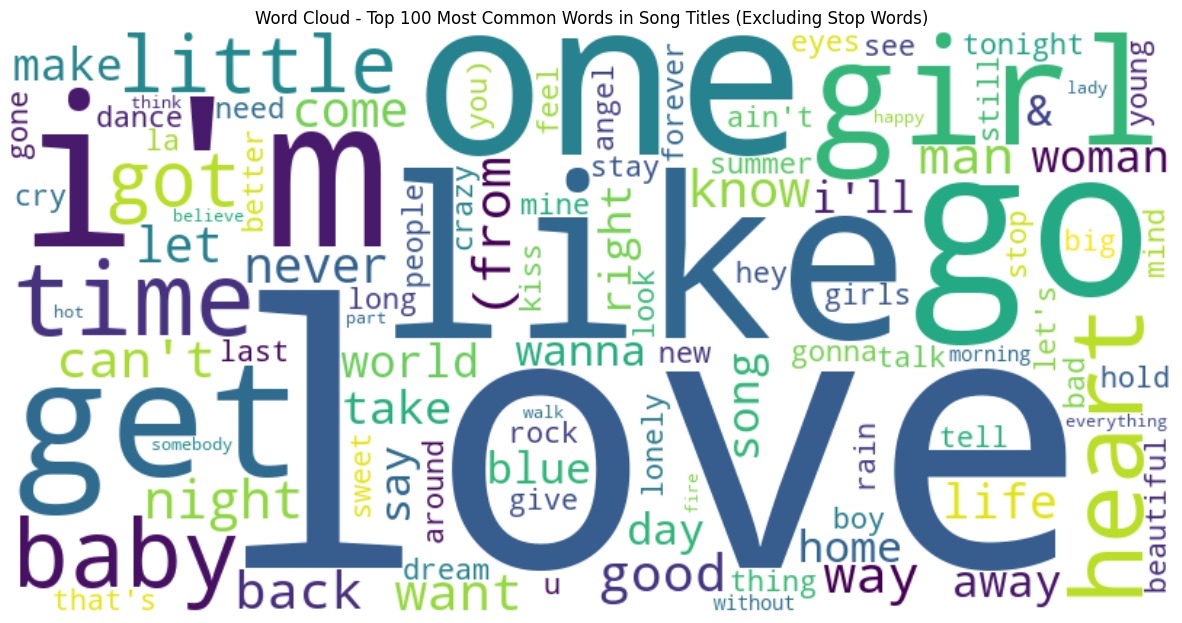 Word Cloud - Top 100 Most Common Words in Song Titles (Excluding Stop Words)
make
little
one
girl
eyes
see
tonight
gone
think
dance
need
come
you)
feel
angel
forever
ain't
happy
still
&
lady
young
i'm
la
got
better
cry
believe
let
stay
summer
man
woman
know
i'll
people
crazy
(from
mine
right
kiss
like
go
stop
big
mind
time
never
hot
long
part
look
hey
girls
let's
can't
last
world
wanna
new
gonna
talk
morning
heart
bad
hold
everything
get
somebody
take
love
walk
rock
blue
give
lonely
song
fire
rain
tell
life
beautiful
night
sweet
say
around
day
boy
home
baby
back
that's
dream
want
u
good
thing
without
way
away